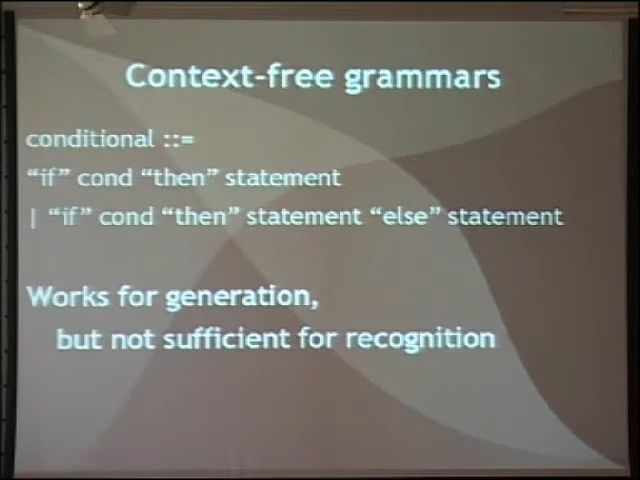 Context-free grammars
conditional ::=
“if” cond “then” statement
| “if” cond “then” statement “else” statement
Works for generation,
but not sufficient for recognition